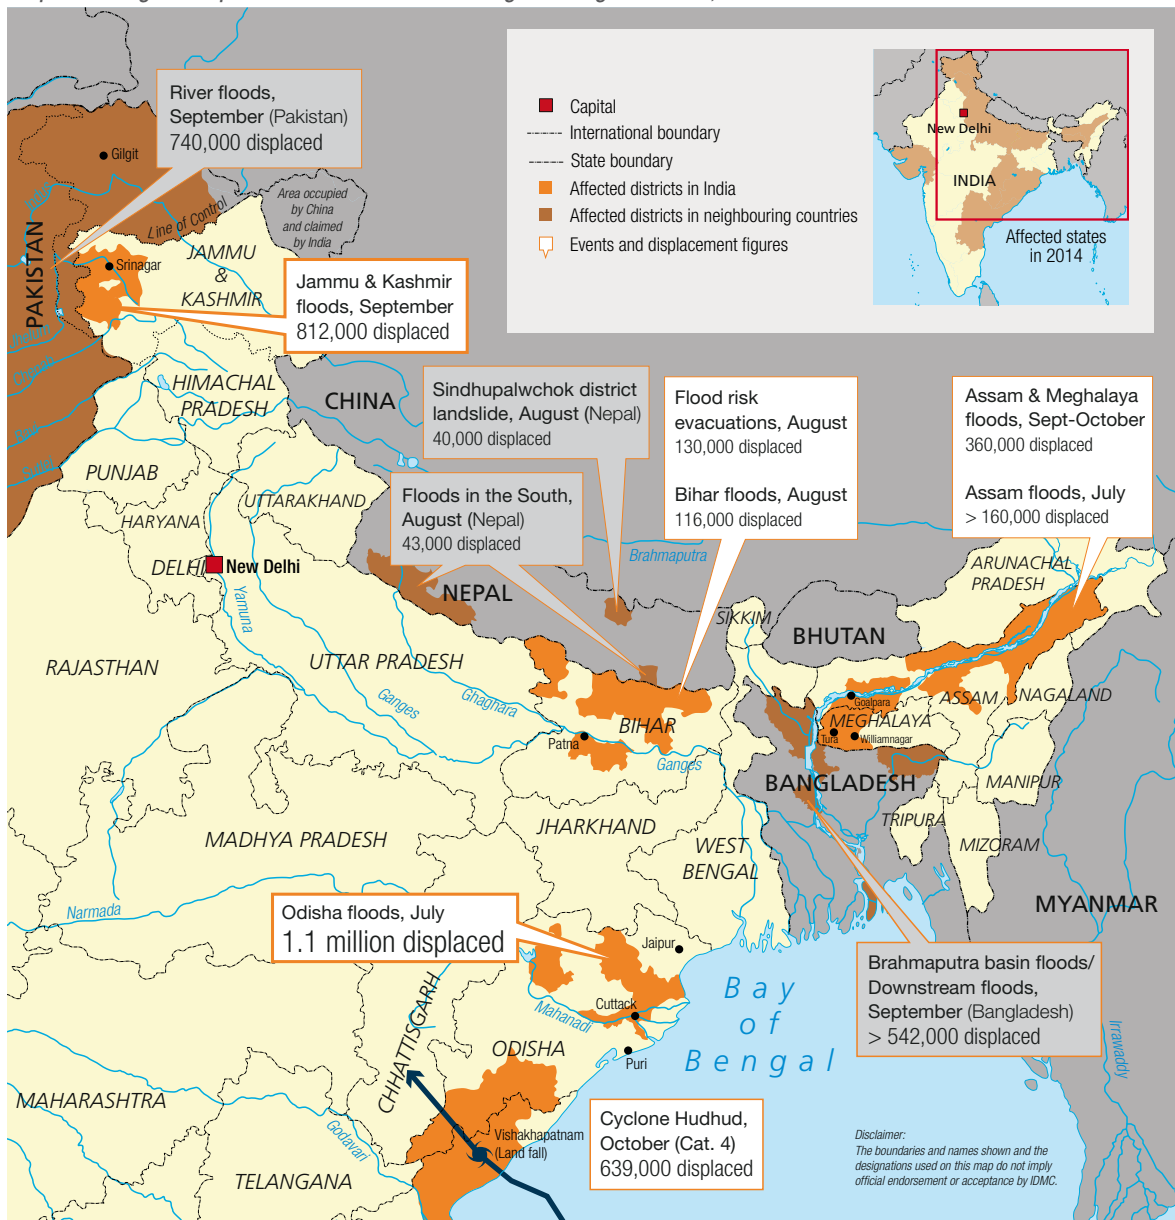 River floods,
September (Pakistan)
740,000 displaced
Gilgit
Indus
PAKISTAN
Line of Control
Area occupied
by China
and claimed
by India
Srinagar
JAMMU
&
KASHMIR
Jammu & Kashmir
floods, September
812,000 displaced
Capital
International boundary
State boundary
Affected districts in India
Affected districts in neighbouring countries
Events and displacement figures
New Delhi
INDIA
Affected states
in 2014
Chenab
Ravi
HIMACHAL
PRADESH
CHINA
PUNJAB
HARYANA
UTTARAKHAND
DELHI
New Delhi
Yamuna
Sindhupalwchok district
landslide, August (Nepal)
40,000 displaced
Floods in the South,
August (Nepal)
43,000 displaced
Flood risk
evacuations, August
130,000 displaced
Bihar floods, August
116,000 displaced
Assam & Meghalaya
floods, Sept-October
360,000 displaced
Assam floods, July
> 160,000 displaced
Brahmaputra
NEPAL
ARUNACHAL
PRADESH
SIKKIM
BHUTAN
RAJASTHAN
UTTAR PRADESH
Ganges
Ghaghara
BIHAR
Patna
Ganges
Goalpara
ASSAM
NAGALAND
MEGHALAYA
Tura
Williamnagar
BANGLADESH
MANIPUR
TRIPURA
MIZORAM
MYANMAR
MADHYA PRADESH
JHARKHAND
WEST
BENGAL
Narmada
Odisha floods, July
1.1 million displaced
Jaipur
Cuttack
Mahanadi
ODISHA
Puri
Bay
of
Bengal
Brahmaputra basin floods/
Downstream floods,
September (Bangladesh)
> 542,000 displaced
Irrawaddy
CHHATTISGARH
MAHARASHTRA
Godavari
TELANGANA
Vishakhapatnam
(Land fall)
Cyclone Hudhud,
October (Cat. 4)
639,000 displaced
Disclaimer:
The boundaries and names shown and the
designations used on this map do not imply
official endorsement or acceptance by IDMC.